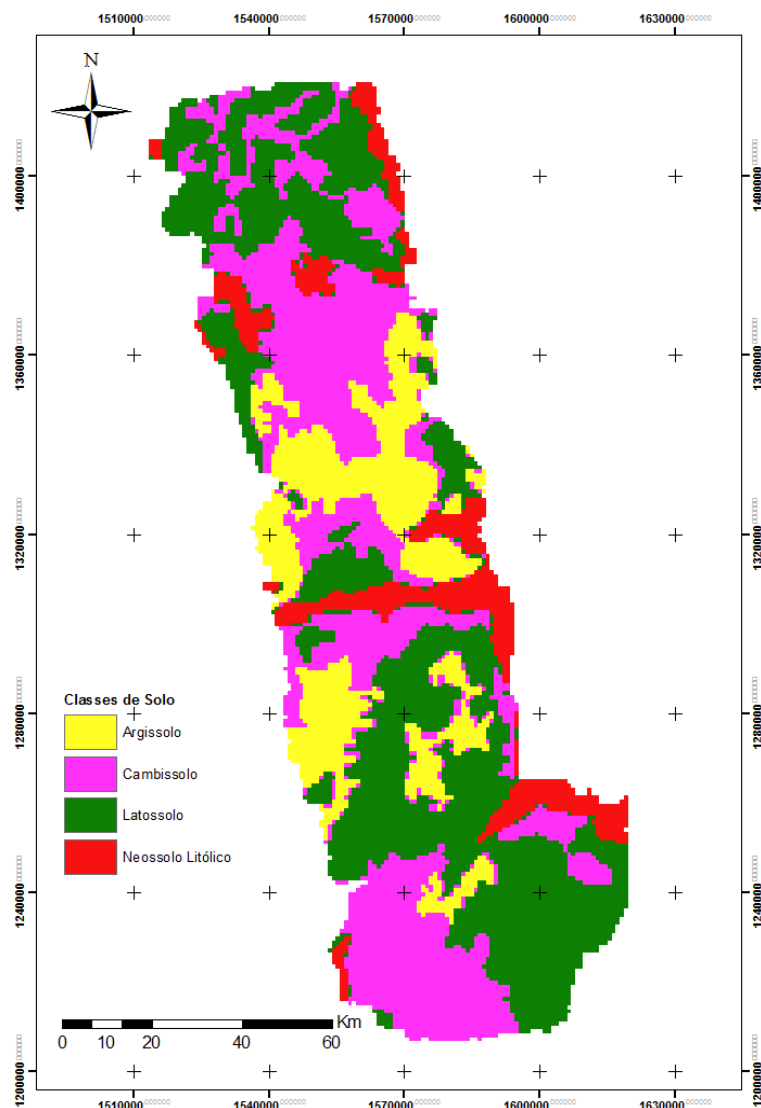 1510000 1540000 1570000 1600000 1630000
N
1400000 1400000
1360000 1360000
1320000 1320000
1280000 1280000
1240000 1240000
1200000 1200000
Classes de Solo
Argissolo
Cambissolo
Latossolo
Neossolo Litólico
Km
0 10 20 40 60
1510000 1540000 1570000 1600000 1630000